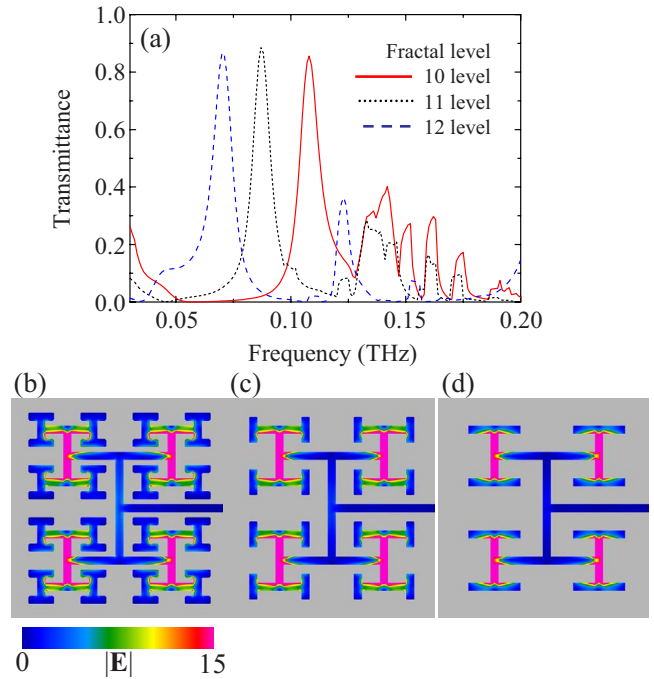 (a)
Fractal level
10 level
11 level
12 level
Transmittance
1.0
0.8
0.6
0.4
0.2
0.0
0.05 0.10 0.15 0.20
Frequency (THz)
(b) (c) (d)
0 |E| 15